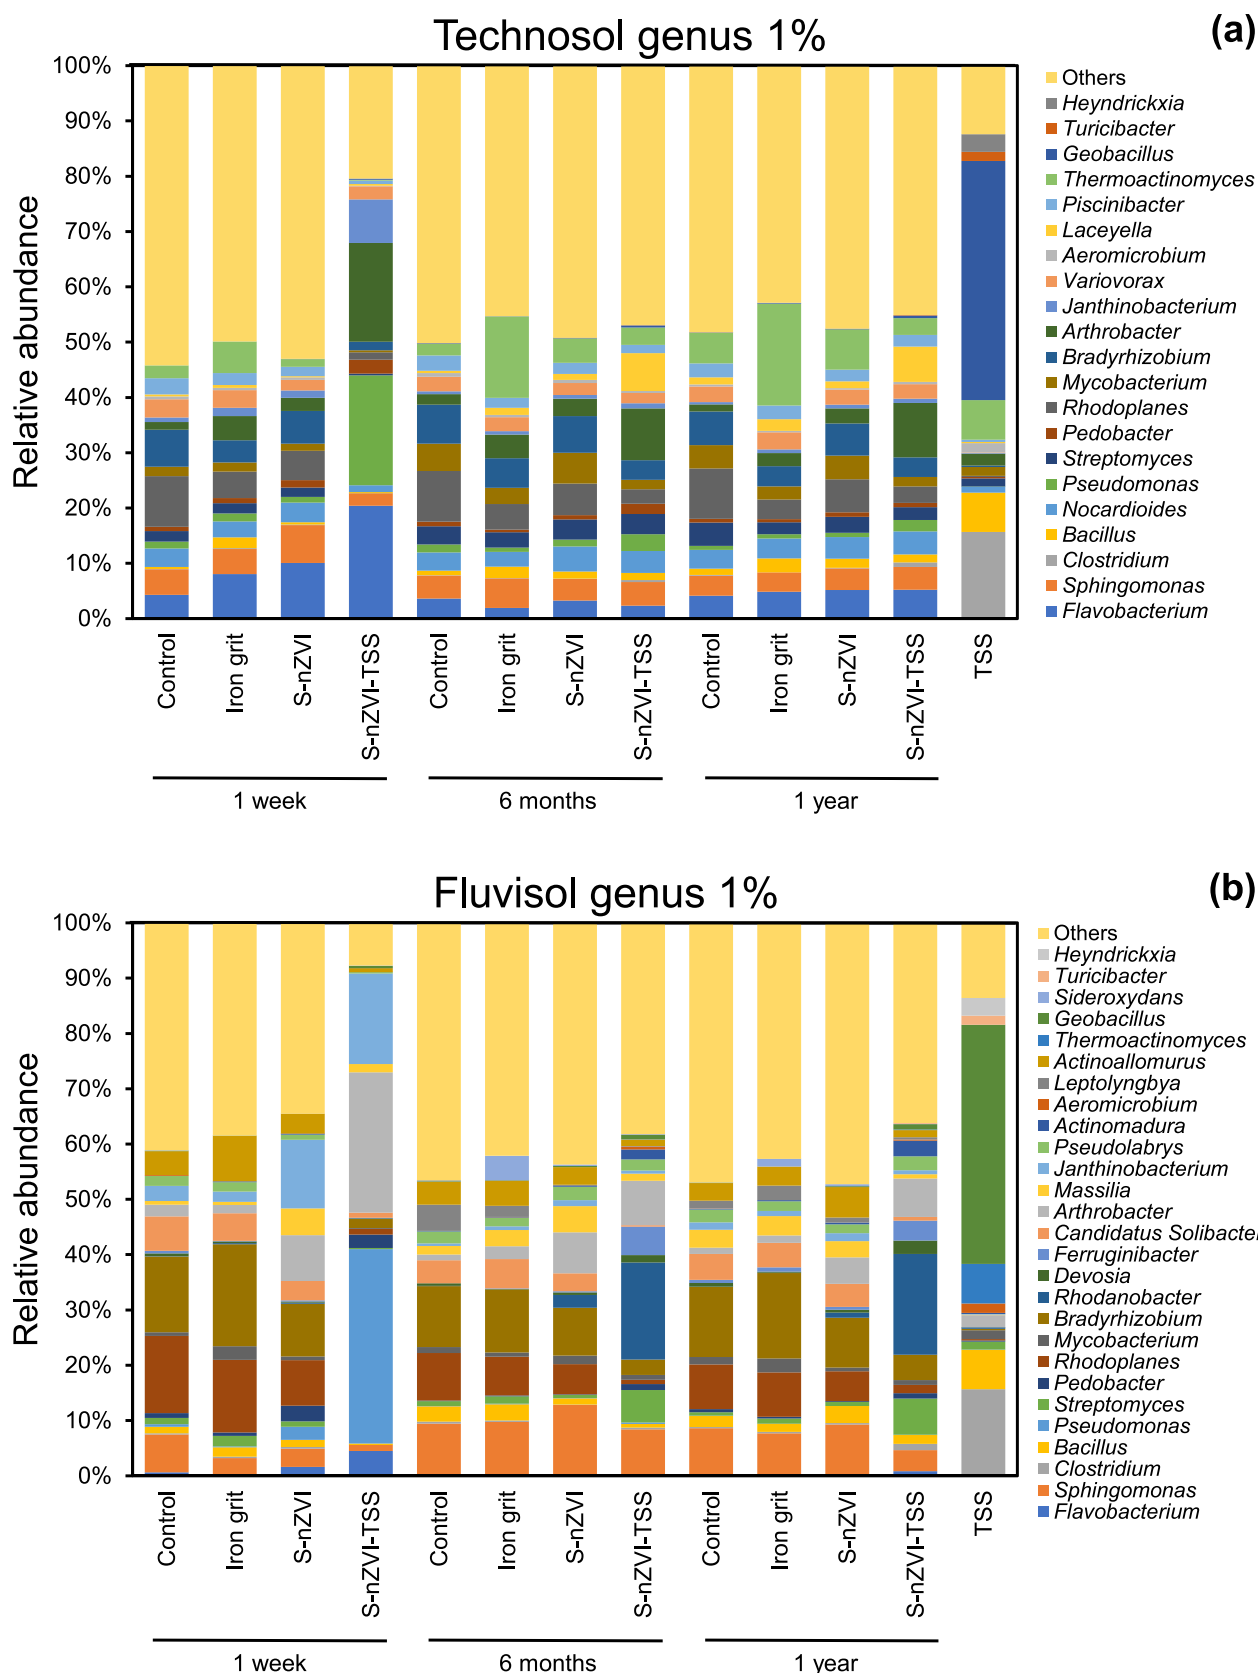 Technosol genus 1%
(a)
Relative abundance
100%
90%
80%
70%
60%
50%
40%
30%
20%
10%
0%
Others
Heyndrickxia
Turicibacter
Geobacillus
Thermoactinomyces
Piscinibacter
Laceyella
Aeromicrobium
Variovorax
Janthinobacterium
Arthrobacter
Bradyrhizobium
Mycobacterium
Rhodoplanes
Pedobacter
Streptomyces
Pseudomonas
Nocardioides
Bacillus
Clostridium
Sphingomonas
Flavobacterium
Control
Iron grit
S-nZVI
S-nZVI-TSS
Control
Iron grit
S-nZVI
S-nZVI-TSS
Control
Iron grit
S-nZVI
S-nZVI-TSS
TSS
1 week
6 months
1 year
Fluvisol genus 1%
(b)
Relative abundance
100%
90%
80%
70%
60%
50%
40%
30%
20%
10%
0%
Others
Heyndrickxia
Turicibacter
Sideroxydans
Geobacillus
Thermoactinomyces
Actinoallomurus
Leptolyngbya
Aeromicrobium
Actinomadura
Pseudolabrys
Janthinobacterium
Massilia
Arthrobacter
Candidatus Solibacter
Ferruginibacter
Devosia
Rhodanobacter
Bradyrhizobium
Mycobacterium
Rhodoplanes
Pedobacter
Streptomyces
Pseudomonas
Bacillus
Clostridium
Sphingomonas
Flavobacterium
Control
Iron grit
S-nZVI
S-nZVI-TSS
Control
Iron grit
S-nZVI
S-nZVI-TSS
Control
Iron grit
S-nZVI
S-nZVI-TSS
TSS
1 week
6 months
1 year